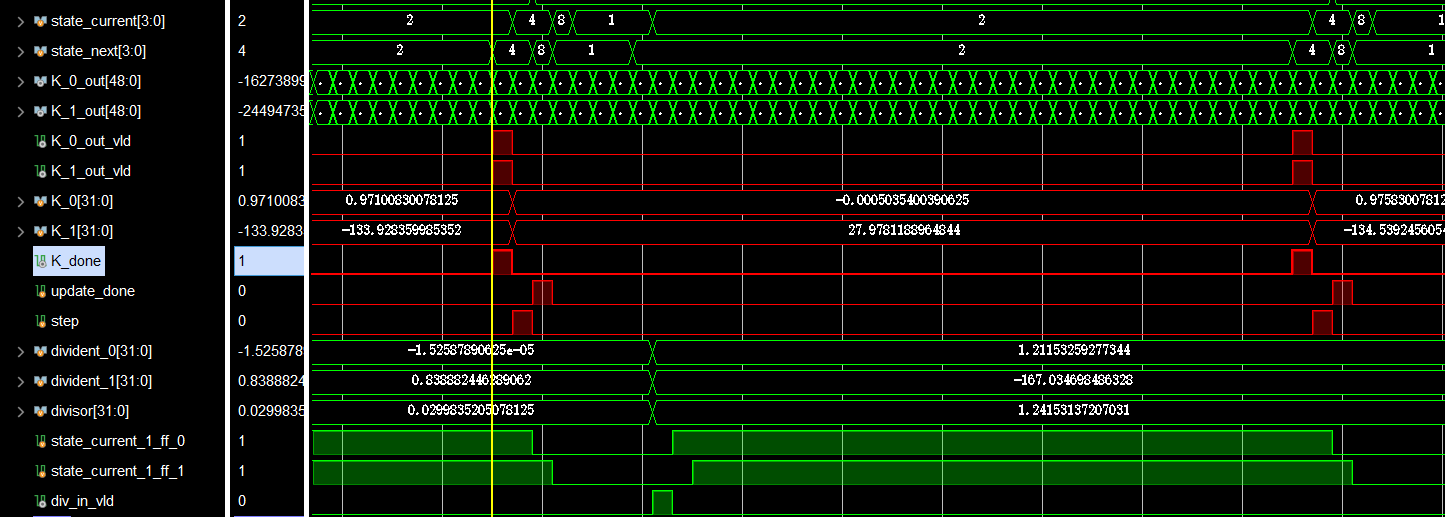 state_current[3:0] 2 2 4 8 1 2 4 8 1
state_next[3:0] 4 2 4 8 1 2 4 8 1
K_0_out[48:0] -16273899
K_1_out[48:0] -24494735
K_0_out_vld 1
K_1_out_vld 1
K_0[31:0] 0.9710083 0.97100830078125 -0.0005035400390625 0.9758300781
K_1[31:0] -133.9283 -133.928359985352 27.9781188964844 -134.5392456054
K_done 1
update_done 0
step 0
divident_0[31:0] -1.525878 -1.52587890625e-05 1.21153259277344
divident_1[31:0] 0.8388824 0.838882446289062 -167.034698486328
divisor[31:0] 0.0299835 0.0299835205078125 1.24153137207031
state_current_1_ff_0 1
state_current_1_ff_1 1
div_in_vld 0